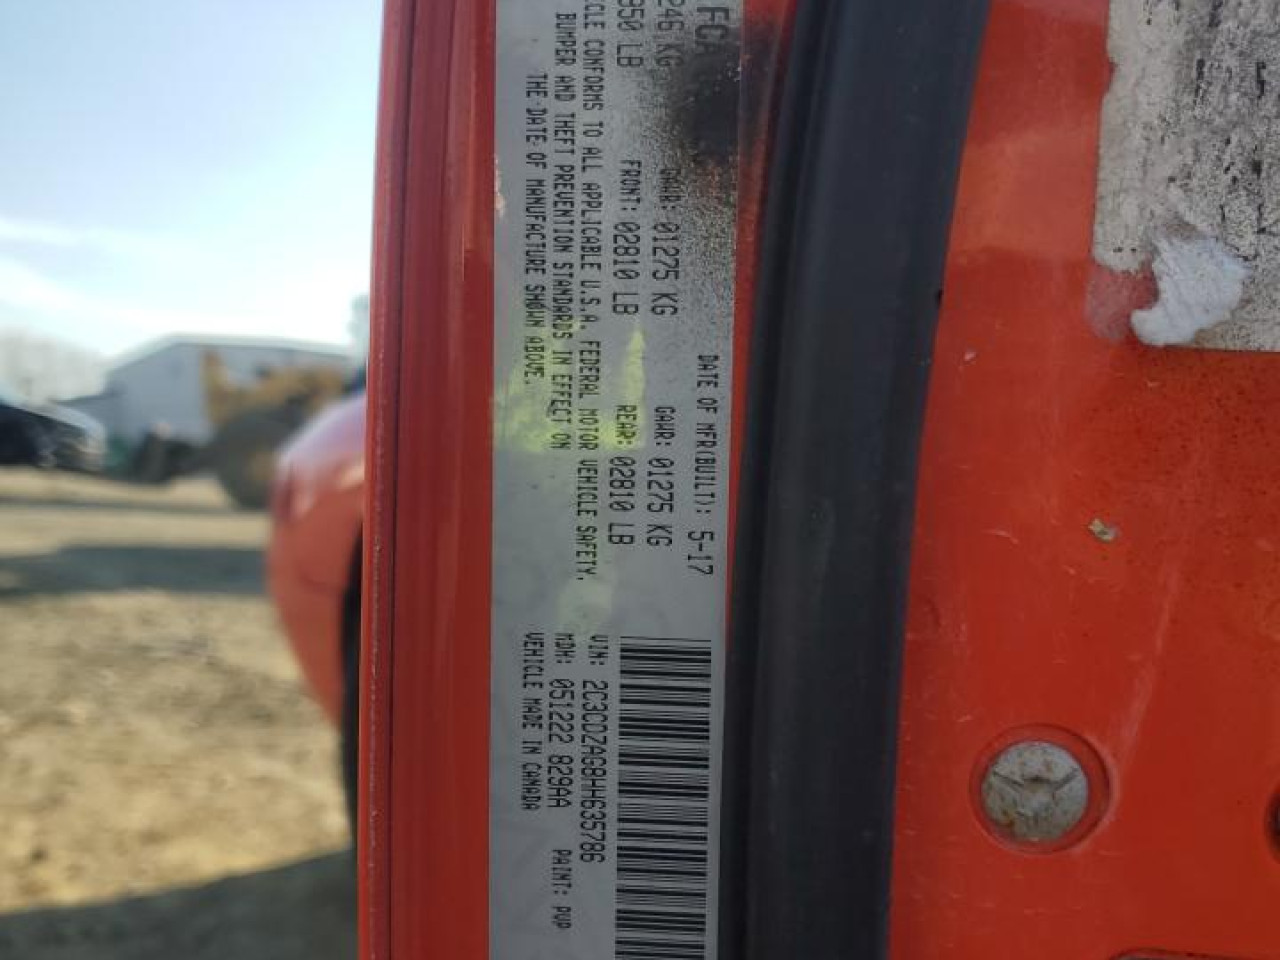 FCA
DATE OF MFR(BUILT): 5-17
246 KG GAWR: 01275 KG GAWR: 01275 KG
950 LB FRONT: 02810 LB REAR: 02810 LB
CLE CONFORMS TO ALL APPLICABLE U.S.A. FEDERAL MOTOR VEHICLE SAFETY,
BUMPER AND THEFT PREVENTION STANDARDS IN EFFECT ON
THE DATE OF MANUFACTURE SHOWN ABOVE.
VIN: 2C3CDZAG8HH635786
MDH: 051222 829AA PAINT: PVP
VEHICLE MADE IN CANADA